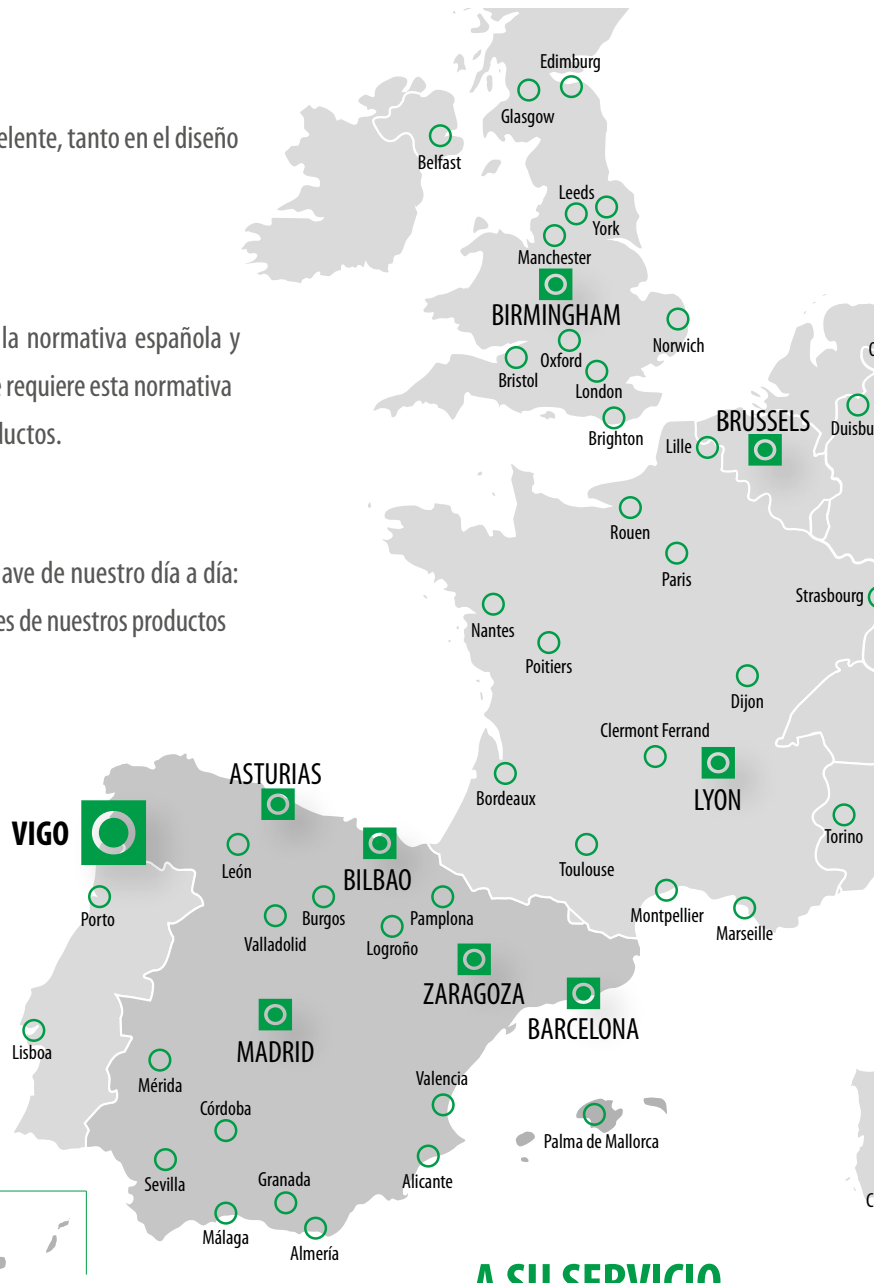 elente, tanto en el diseño
la normativa española y
requiere esta normativa
ductos.
ave de nuestro día a día:
es de nuestros productos
Edimburg
Glasgow
Belfast
Leeds
York
Manchester
BIRMINGHAM
Norwich
Oxford
Bristol
London
Brighton
BRUSSELS
Duisbu
Lille
Rouen
Paris
Strasbourg
Nantes
Poitiers
Dijon
Clermont Ferrand
LYON
Bordeaux
Torino
Toulouse
Montpellier
Marseille
ASTURIAS
VIGO
León
BILBAO
Porto
Burgos
Pamplona
Valladolid
Logroño
ZARAGOZA
BARCELONA
MADRID
Lisboa
Mérida
Valencia
Córdoba
Palma de Mallorca
Sevilla
Granada
Alicante
Málaga
Almería
A SU SERVICIO